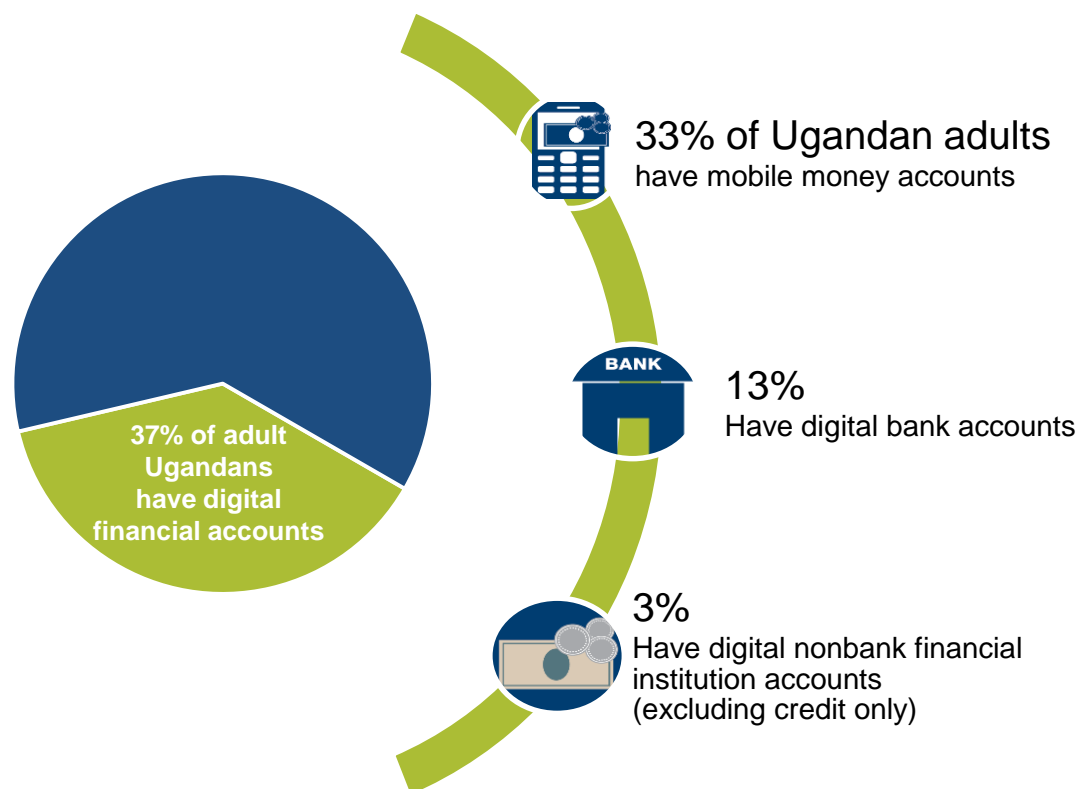 33% of Ugandan adults
have mobile money accounts
BANK
13%
Have digital bank accounts
37% of adult
Ugandans
have digital
financial accounts
3%
Have digital nonbank financial
institution accounts
(excluding credit only)